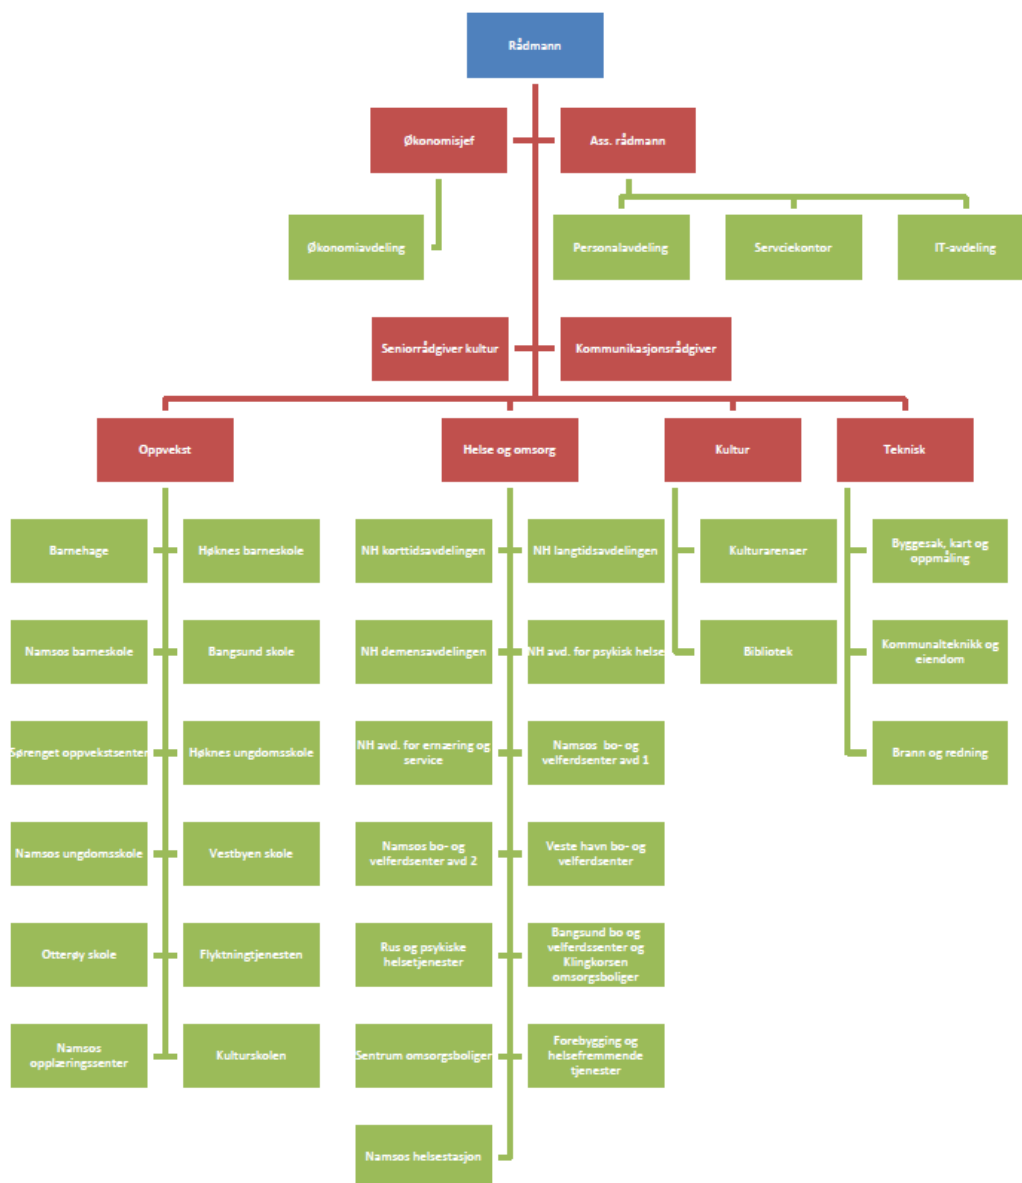 Rådmann
Økonomisjef
Ass. rådmann
Økonomiavdeling
Personalavdeling
Servciekontor
IT-avdeling
Seniorrådgiver kultur
Kommunikasjonsrådgiver
Oppvekst
Helse og omsorg
Kultur
Teknisk
Barnehage
Høknes barneskole
NH korttidsavdelingen
NH langtidsavdelingen
Kulturarenaer
Byggesak, kart og
oppmåling
Namsos barneskole
Bangsund skole
NH demensavdelingen
NH avd. for psykisk helse
Bibliotek
Kommunalteknikk og
eiendom
Sørenget oppvekstsenter
Høknes ungdomsskole
NH avd. for ernæring og
service
Namsos bo- og
velferdsenter avd 1
Brann og redning
Namsos ungdomsskole
Vestbyen skole
Namsos bo- og
velferdsenter avd 2
Veste havn bo- og
velferdsenter
Otterøy skole
Flyktningtjenesten
Rus og psykiske
helsetjenester
Bangsund bo og
velferdssenter og
Klingkorsen
omsorgsboliger
Namsos
opplæringssenter
Kulturskolen
Sentrum omsorgsboliger
Forebygging og
helsefremmende
tjenester
Namsos helsestasjon